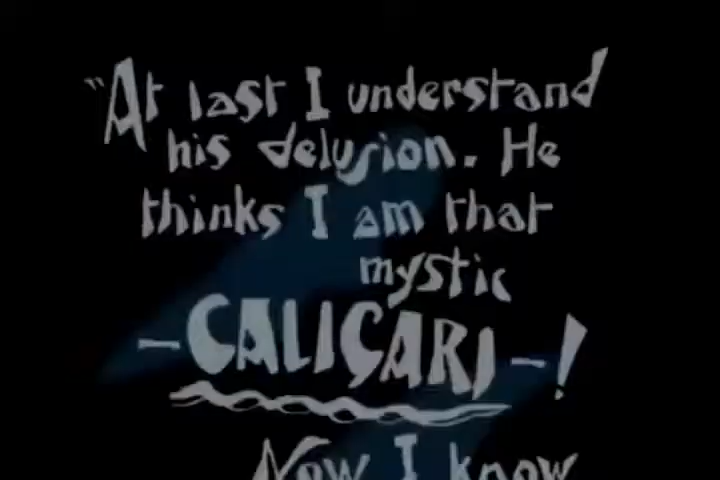 "At last I understand
his delusion. He
thinks I am that
mystic
- CALIGARI - !
Now I know